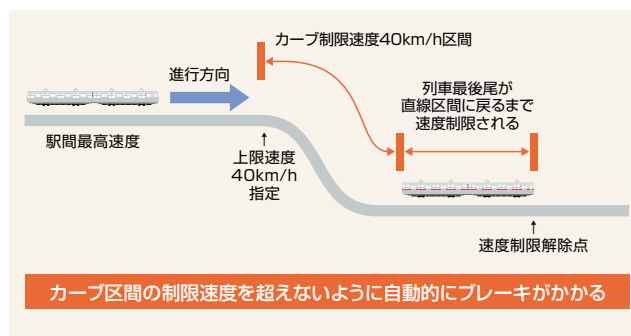 カーブ制限速度40km/h区間
進行方向
列車最後尾が
直線区間に戻るまで
速度制限される
駅間最高速度
↑
上限速度
40km/h
指定
↑
速度制限解除点
カーブ区間の制限速度を超えないように自動的にブレーキがかかる